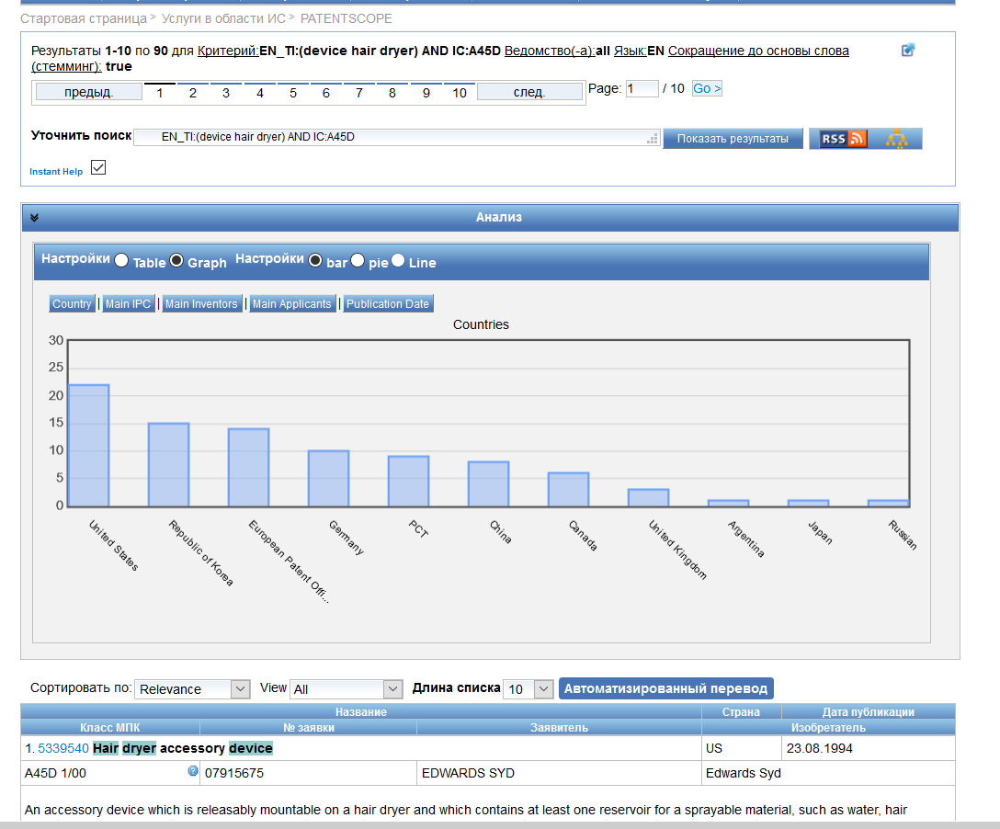 Стартовая страница > Услуги в области ИС > PATENTSCOPE
Результаты 1-10 по 90 для Критерий:EN_TI:(device hair dryer) AND IC:A45D Ведомство(-а):all Язык:EN Сокращение до основы слова
(стемминг): true
предыд. 1 2 3 4 5 6 7 8 9 10 след. Page: 1 / 10 Go >
Уточнить поиск EN_TI:(device hair dryer) AND IC:A45D Показать результаты RSS
Instant Help
Анализ
Настройки Table Graph Настройки bar pie Line
Country | Main IPC | Main Inventors | Main Applicants | Publication Date
Countries
30
25
20
15
10
5
0
United States
Republic of Korea
European Patent Offi...
Germany
PCT
China
Canada
United Kingdom
Argentina
Japan
Russian
Сортировать по: Relevance View All Длина списка 10 Автоматизированный перевод
Название Страна Дата публикации
Класс МПК № заявки Заявитель Изобретатель
1. 5339540 Hair dryer accessory device US 23.08.1994
A45D 1/00 07915675 EDWARDS SYD Edwards Syd
An accessory device which is releasably mountable on a hair dryer and which contains at least one reservoir for a sprayable material, such as water, hair